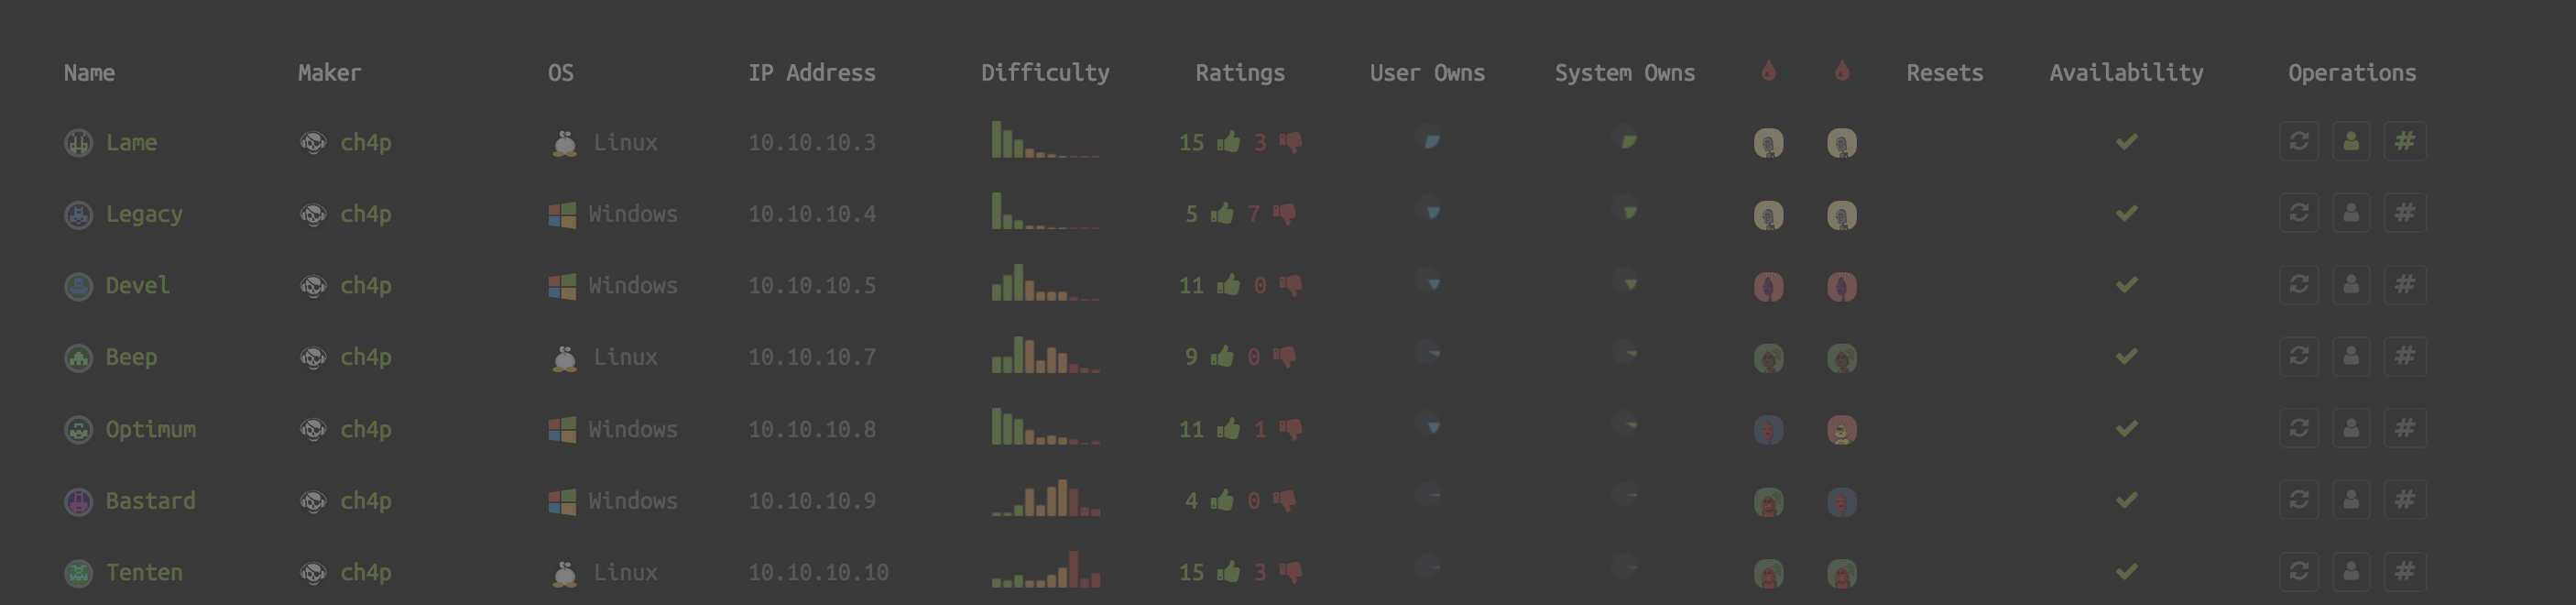 Name Maker OS IP Address Difficulty Ratings User Owns System Owns Resets Availability Operations
Lame ch4p Linux 10.10.10.3 15 3 #
Legacy ch4p Windows 10.10.10.4 5 7 #
Devel ch4p Windows 10.10.10.5 11 0 #
Beep ch4p Linux 10.10.10.7 9 0 #
Optimum ch4p Windows 10.10.10.8 11 1 #
Bastard ch4p Windows 10.10.10.9 4 0 #
Tenten ch4p Linux 10.10.10.10 15 3 #